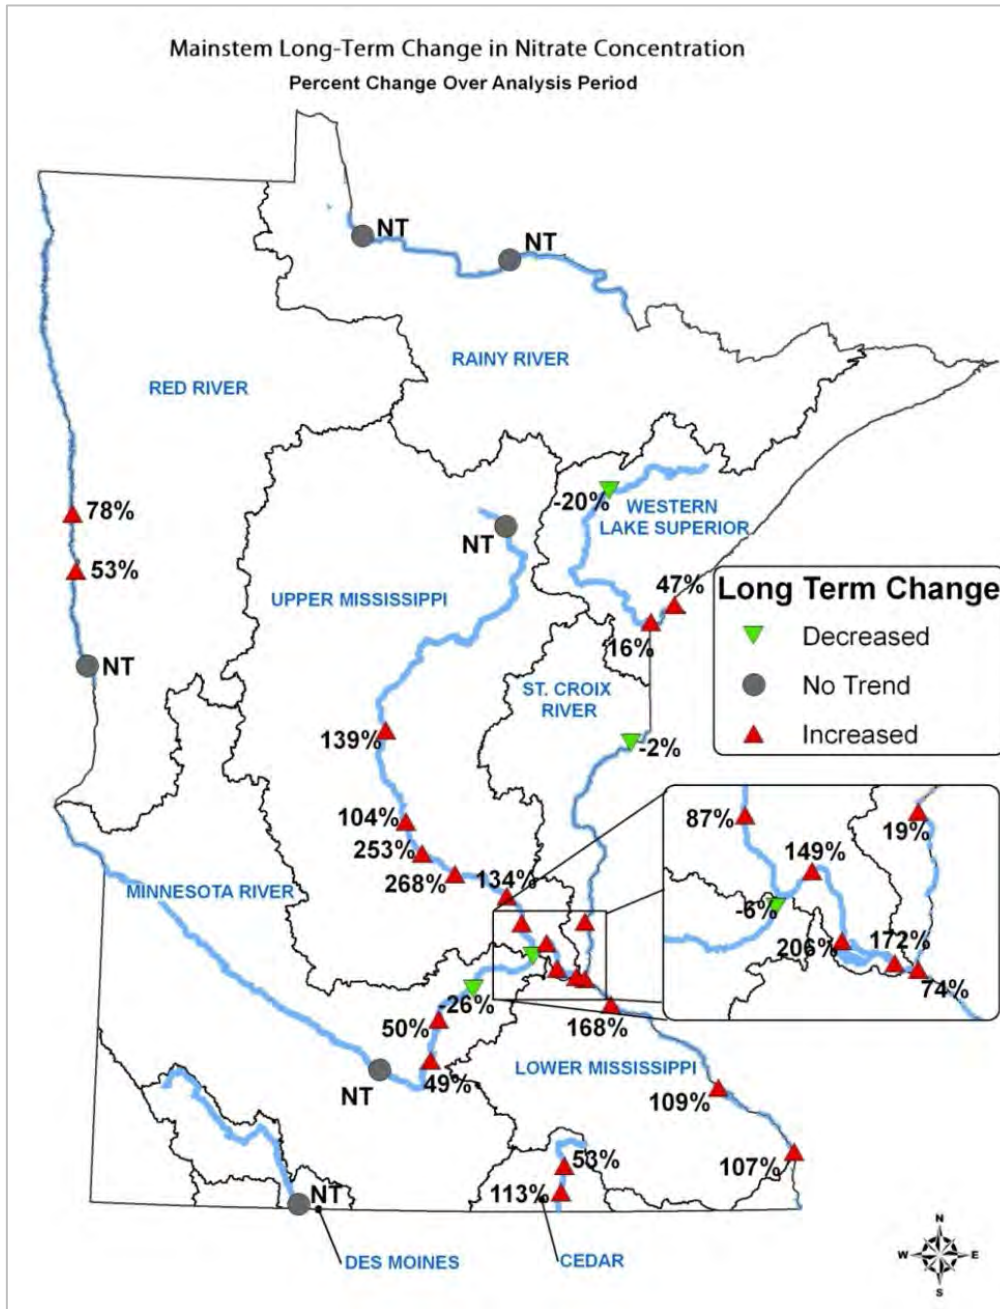 Mainstem Long-Term Change in Nitrate Concentration
Percent Change Over Analysis Period
NT
NT
RAINY RIVER
RED RIVER
-20%
WESTERN
LAKE SUPERIOR
78%
NT
53%
47%
UPPER MISSISSIPPI
16%
NT
ST. CROIX
RIVER
-2%
139%
Long Term Change
Decreased
No Trend
Increased
104%
253%
268%
134%
MINNESOTA RIVER
87%
19%
149%
-6%
206%
172%
74%
-26%
50%
168%
49%
NT
LOWER MISSISSIPPI
109%
107%
53%
113%
NT
DES MOINES
CEDAR
N
W
E
S